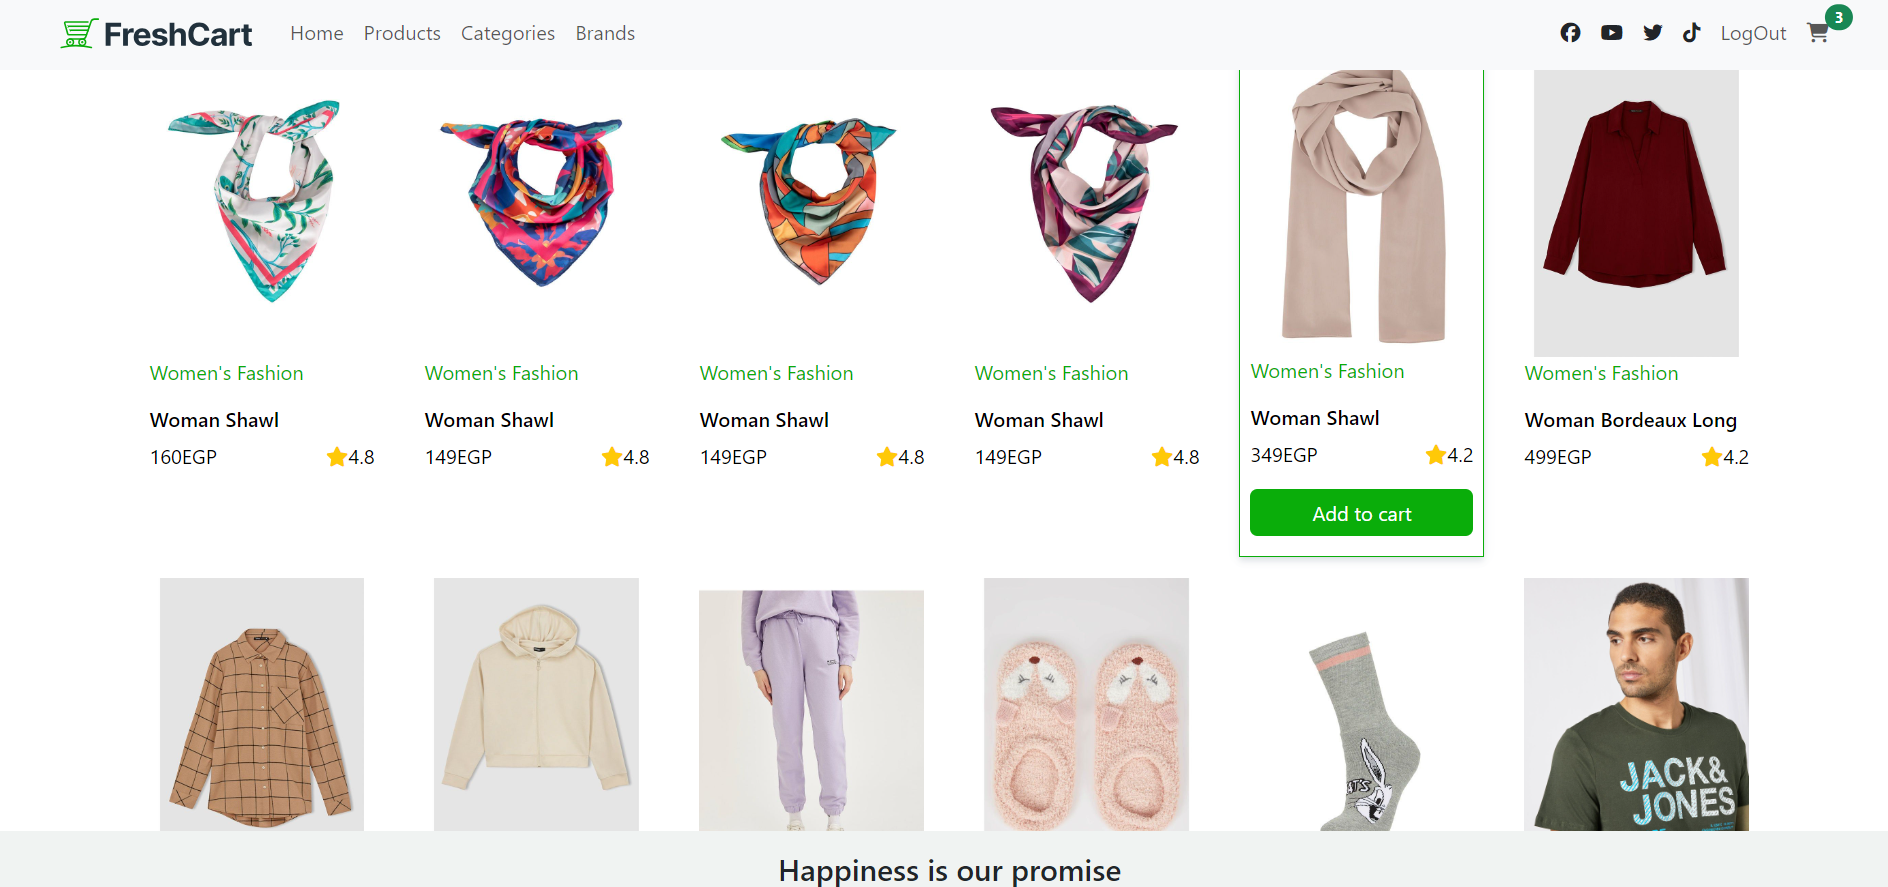 FreshCart Home Products Categories Brands LogOut 3
Women's Fashion
Woman Shawl
160EGP 4.8
Women's Fashion
Woman Shawl
149EGP 4.8
Women's Fashion
Woman Shawl
149EGP 4.8
Women's Fashion
Woman Shawl
149EGP 4.8
Women's Fashion
Woman Shawl
349EGP 4.2
Add to cart
Women's Fashion
Woman Bordeaux Long
499EGP 4.2
JACK&
JONES
Happiness is our promise